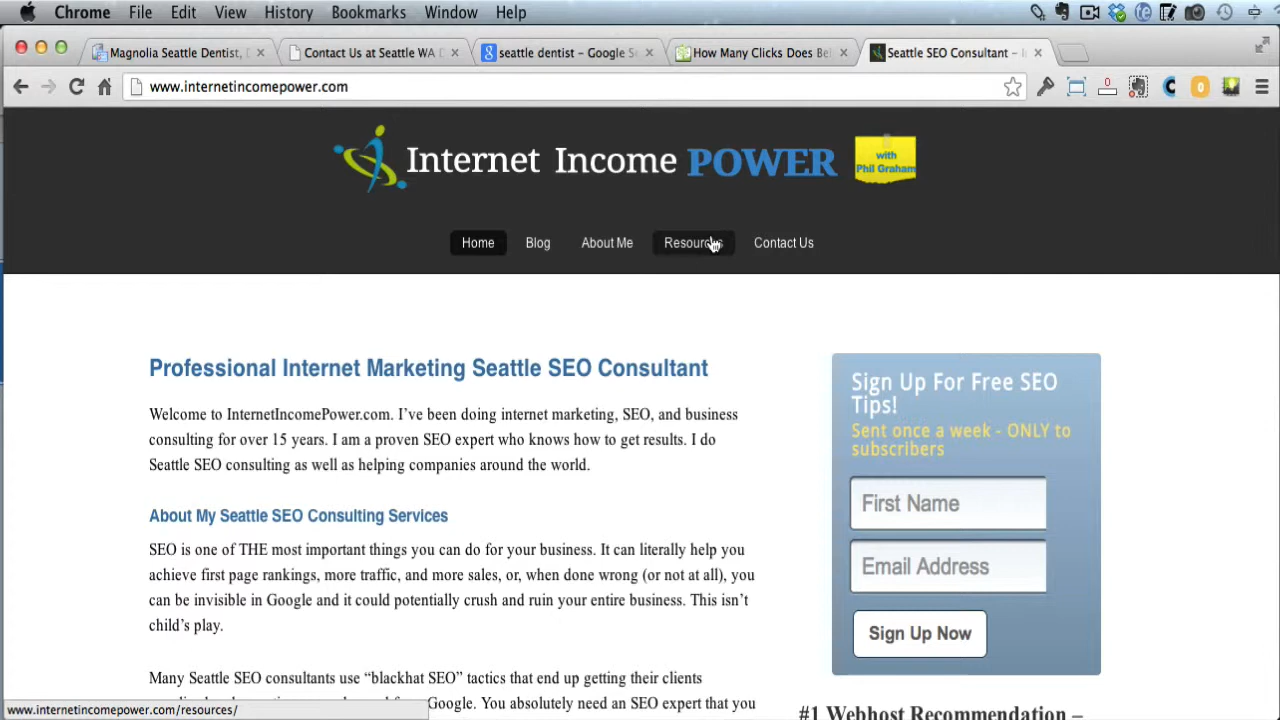 Chrome File Edit View History Bookmarks Window Help
Magnolia Seattle Dentist, Contact Us at Seattle WA D seattle dentist – Google Se How Many Clicks Does Be Seattle SEO Consultant –
www.internetincomepower.com
0 C 0
Internet Income POWER
with
Phil Graham
Home Blog About Me Resources Contact Us
Professional Internet Marketing Seattle SEO Consultant
Welcome to InternetIncomePower.com. I've been doing internet marketing, SEO, and business
consulting for over 15 years. I am a proven SEO expert who knows how to get results. I do
Seattle SEO consulting as well as helping companies around the world.
About My Seattle SEO Consulting Services
SEO is one of THE most important things you can do for your business. It can literally help you
achieve first page rankings, more traffic, and more sales, or, when done wrong (or not at all), you
can be invisible in Google and it could potentially crush and ruin your entire business. This isn't
child's play.
Many Seattle SEO consultants use “blackhat SEO” tactics that end up getting their clients
Google. You absolutely need an SEO expert that you
Sign Up For Free SEO
Tips!
Sent once a week - ONLY to
subscribers
First Name
Email Address
Sign Up Now
#1 Webhost Recommendation –
www.internetincomepower.com/resources/